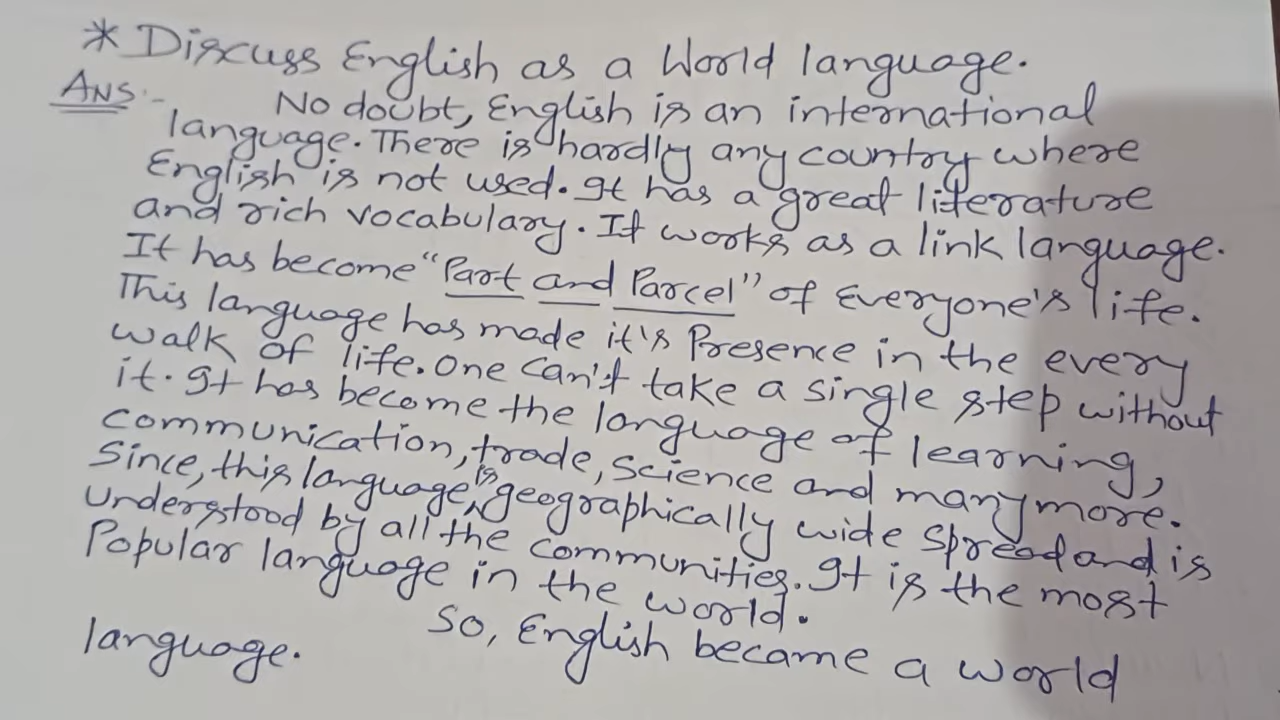 * Discuss English as a World language.
Ans:- No doubt, English is an international
language. There is hardly any country where
English is not used. It has a great literature
and rich vocabulary. It works as a link language.
It has become "Part and Parcel" of Everyone's life.
This language has made it's Presence in the every
walk of life. One can't take a single step without
it. It has become the language of learning,
communication, trade, science and many more.
Since, this language is geographically wide spread and is
understood by all the communities. It is the most
Popular language in the world.
So, English became a world
language.